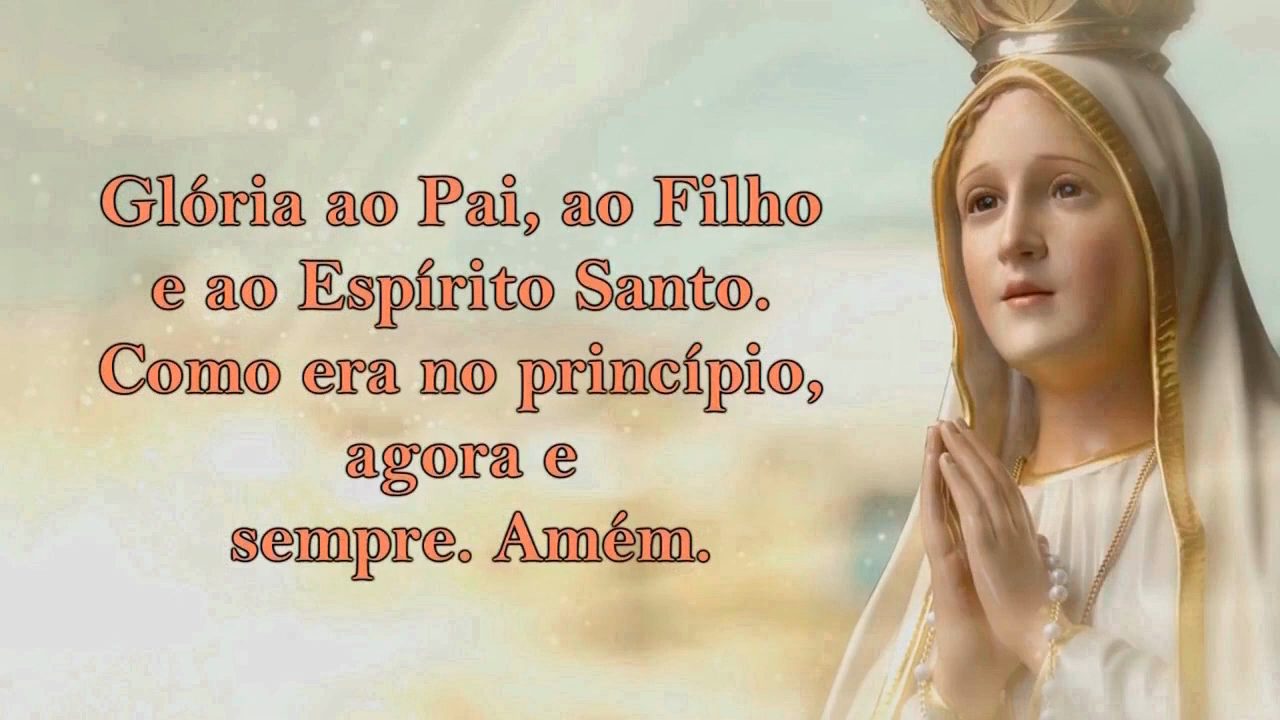 Glória ao Pai, ao Filho
e ao Espírito Santo.
Como era no princípio,
agora e
sempre. Amém.